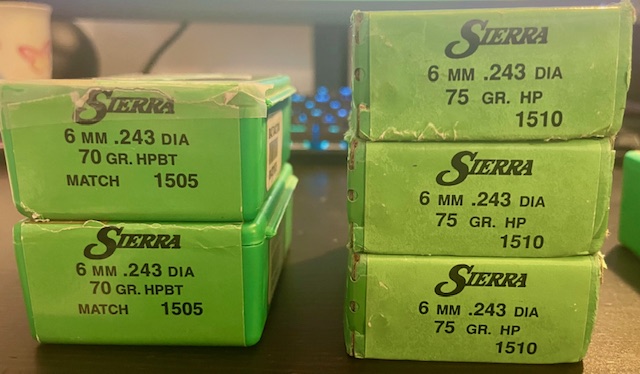 SIERRA
6 MM .243 DIA
70 GR. HPBT
MATCH 1505
SIERRA
6 MM .243 DIA
70 GR. HPBT
MATCH 1505
SIERRA
6 MM .243 DIA
75 GR. HP
1510
SIERRA
6 MM .243 DIA
75 GR. HP
1510
SIERRA
6 MM .243 DIA
75 GR. HP
1510